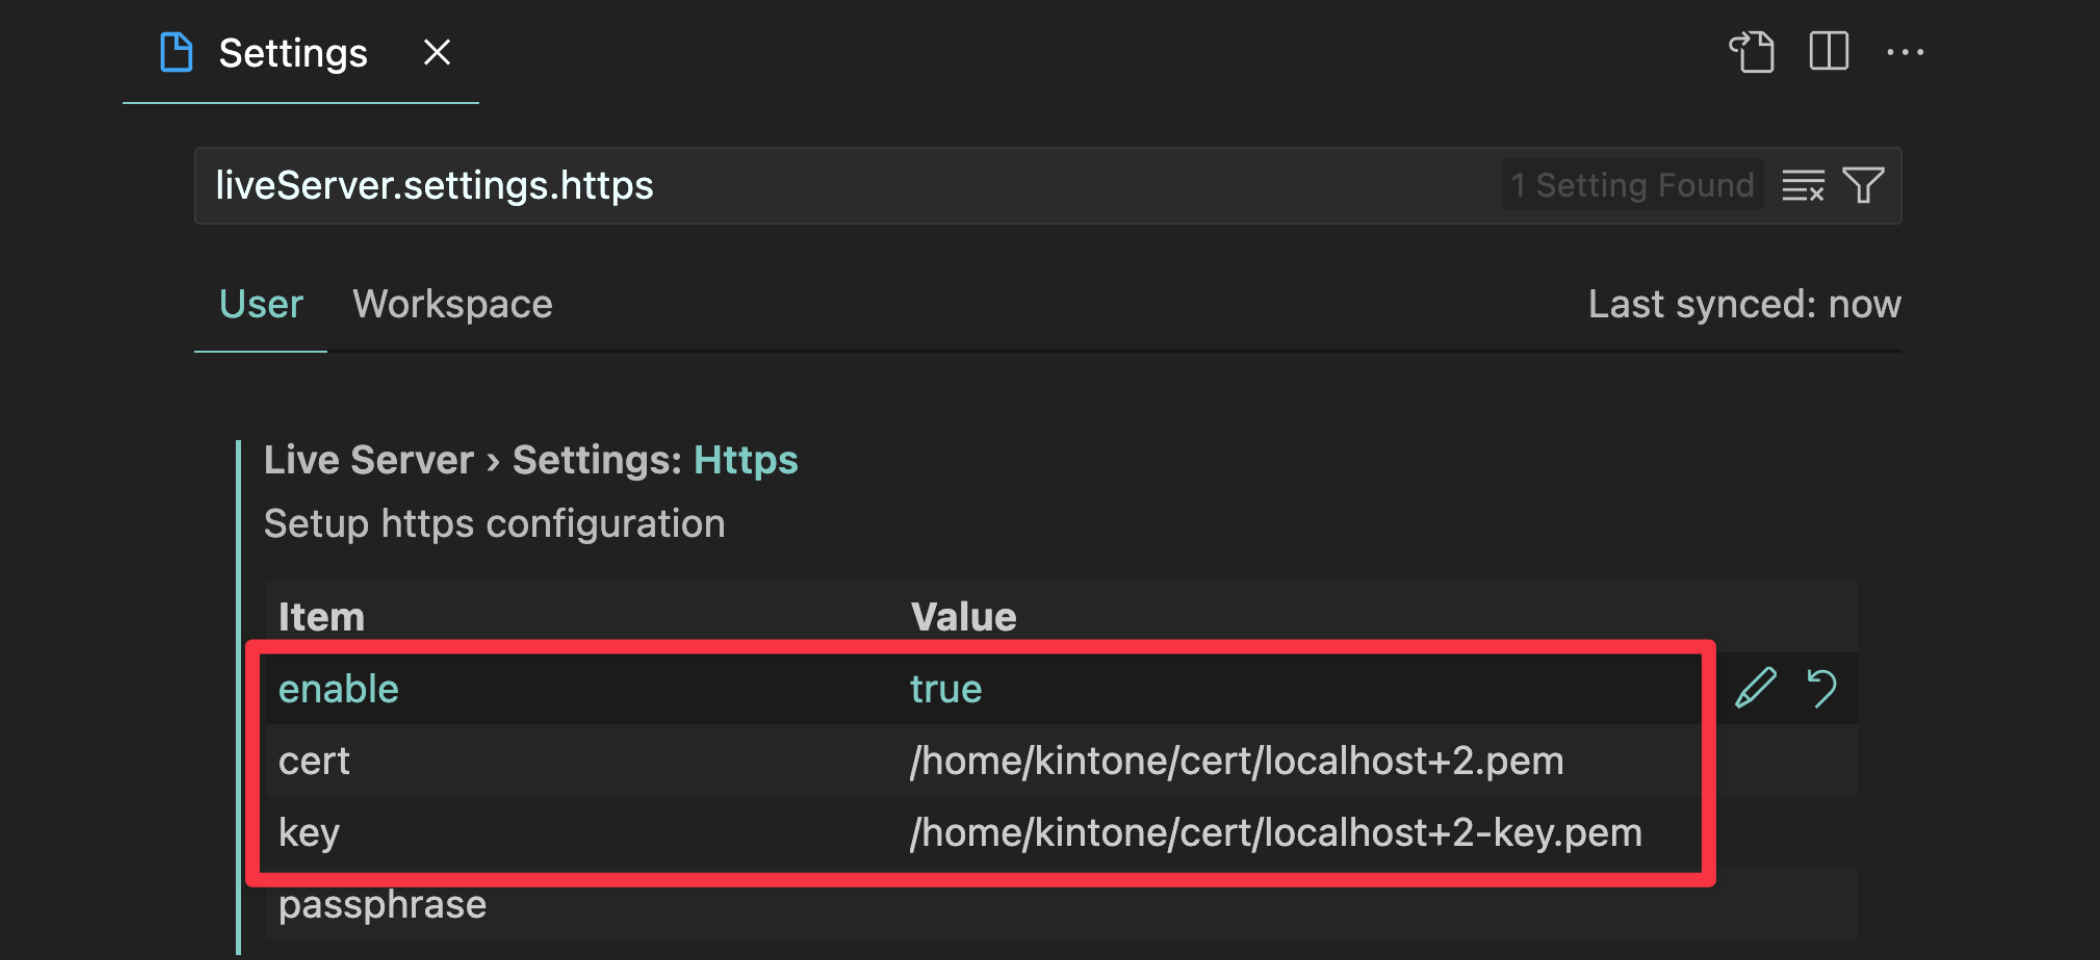 Settings
liveServer.settings.https
1 Setting Found
User Workspace Last synced: now
Live Server › Settings: Https
Setup https configuration
Item Value
enable true
cert /home/kintone/cert/localhost+2.pem
key /home/kintone/cert/localhost+2-key.pem
passphrase